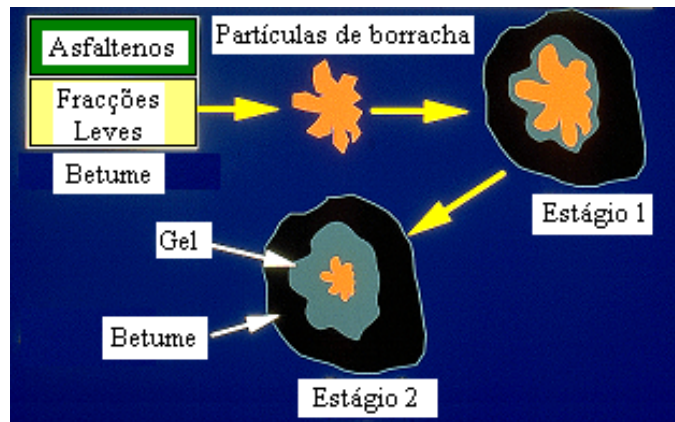 Asfaltenos
Partículas de borracha
Fracções
Leves
Betume
Estágio 1
Gel
Betume
Estágio 2